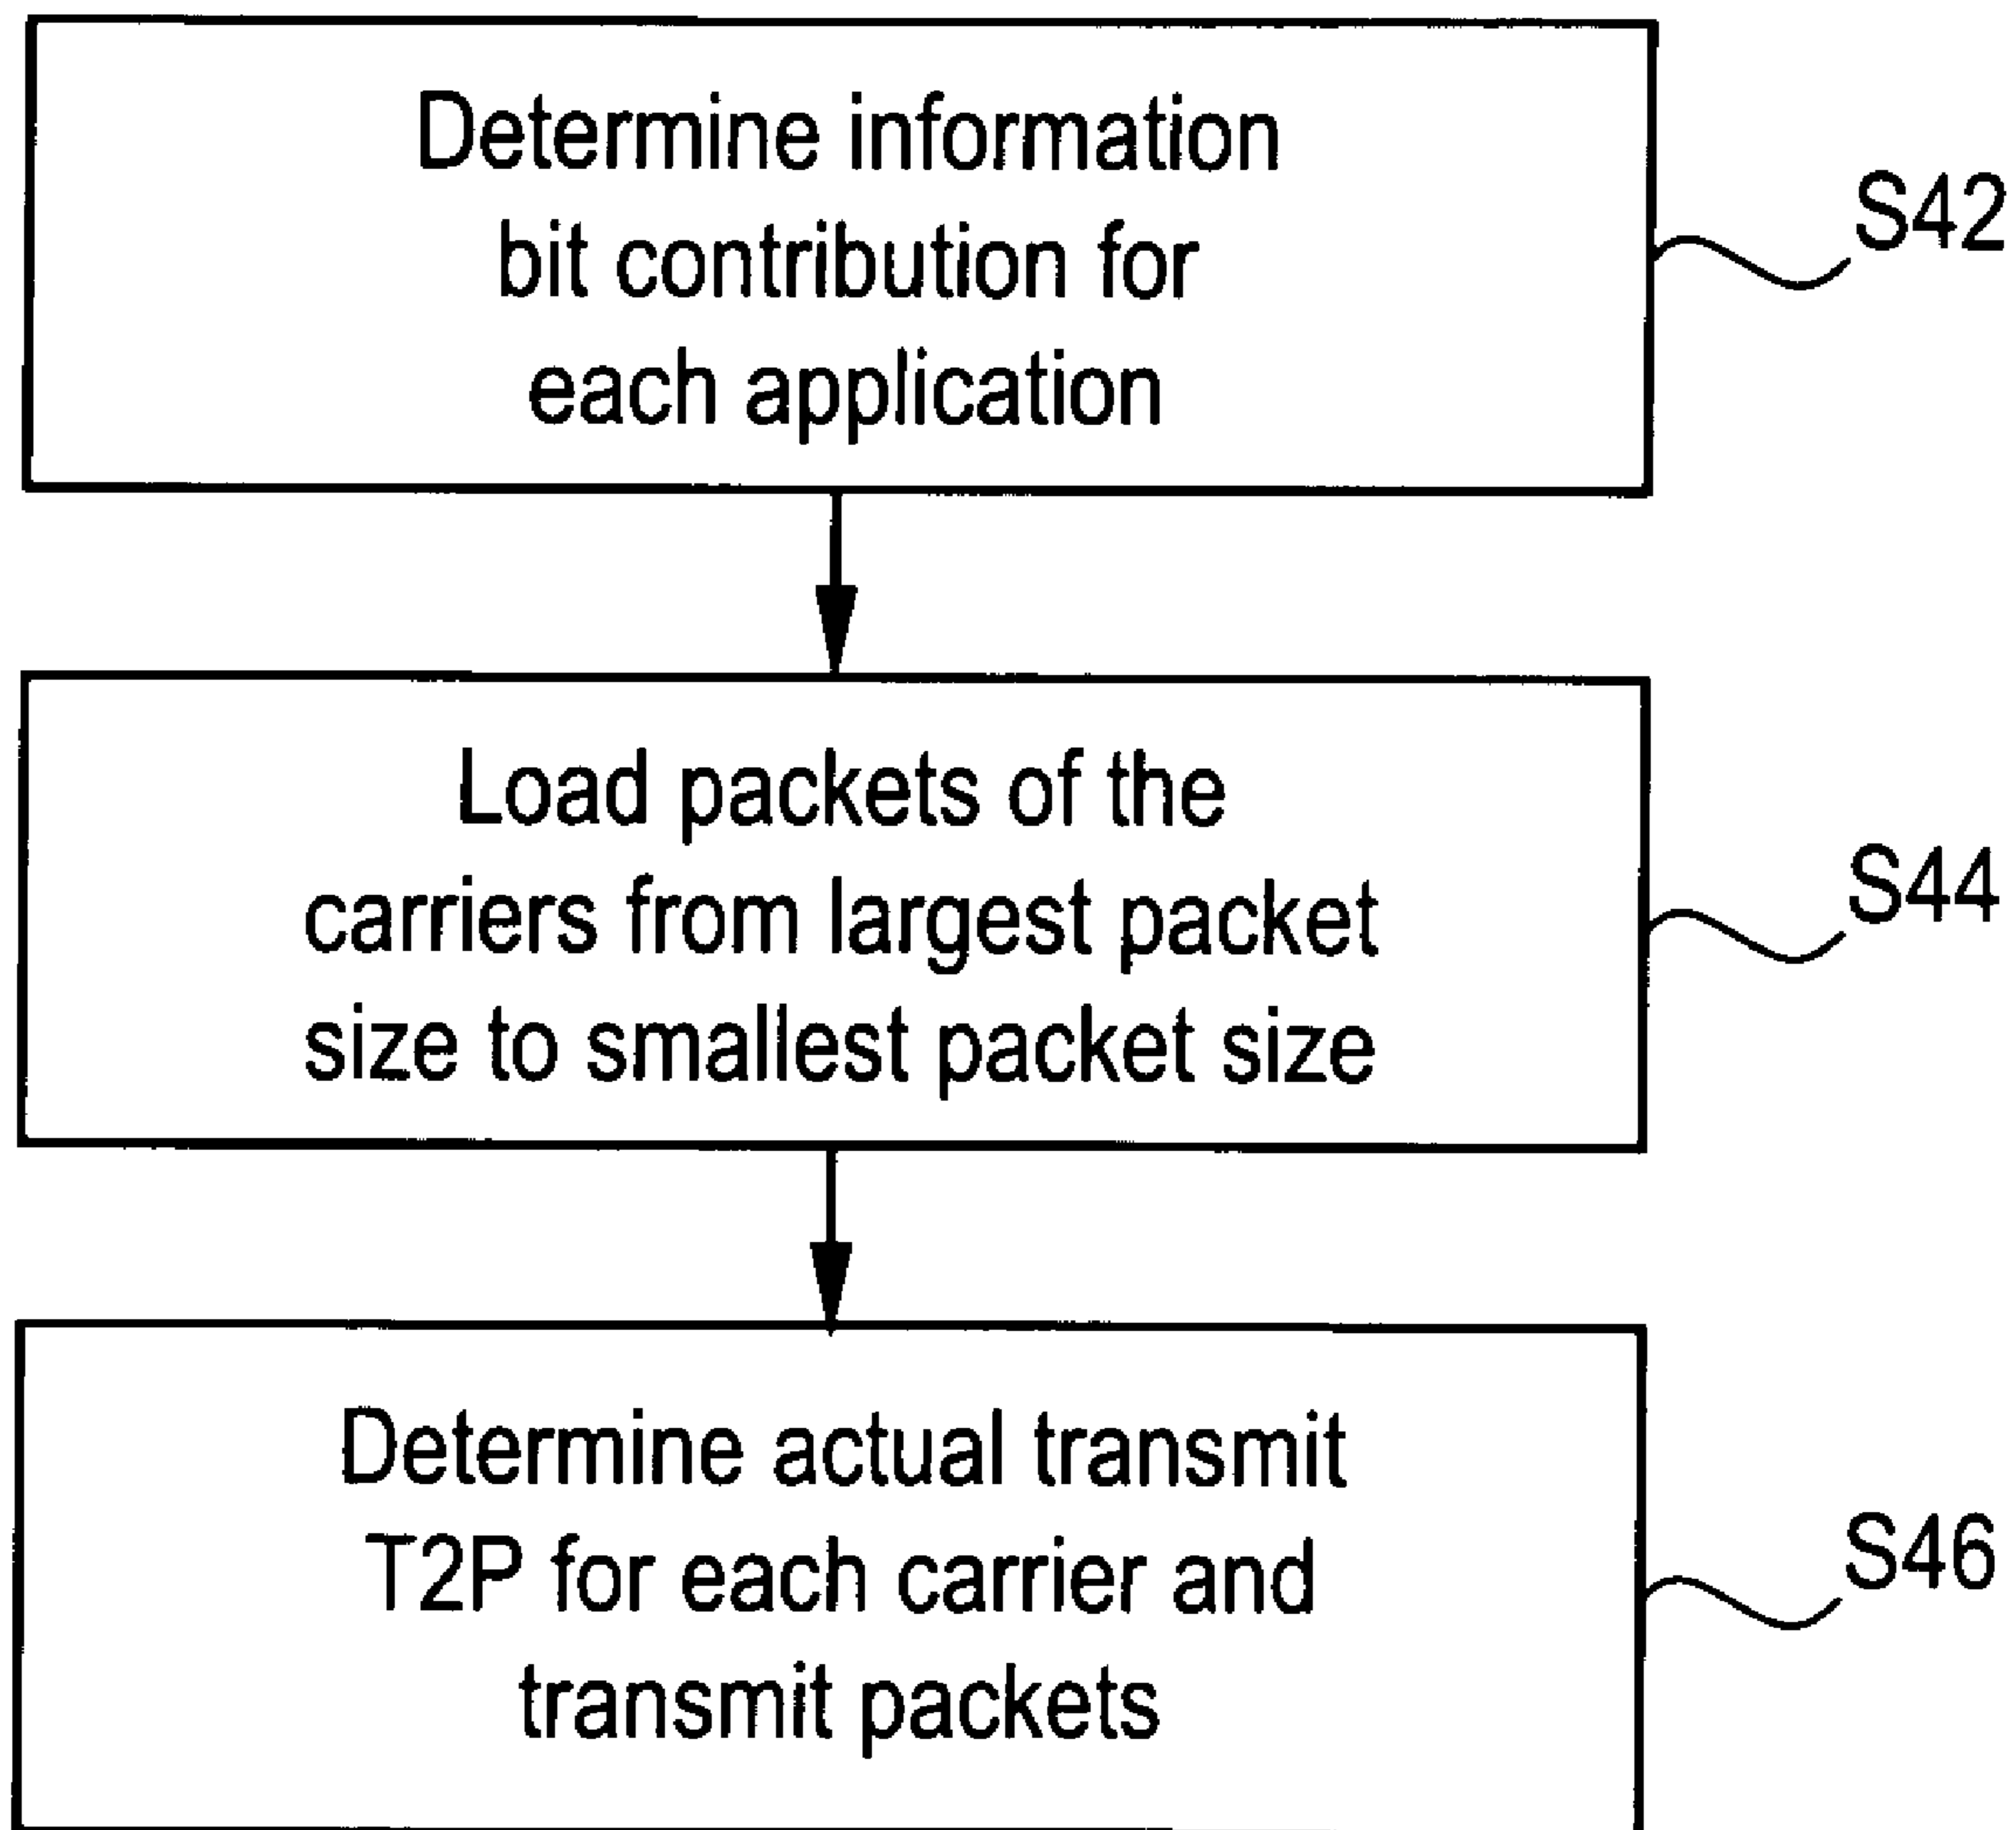 Determine information
bit contribution for
each application
S42
Load packets of the
carriers from largest packet
size to smallest packet size
S44
Determine actual transmit
T2P for each carrier and
transmit packets
S46